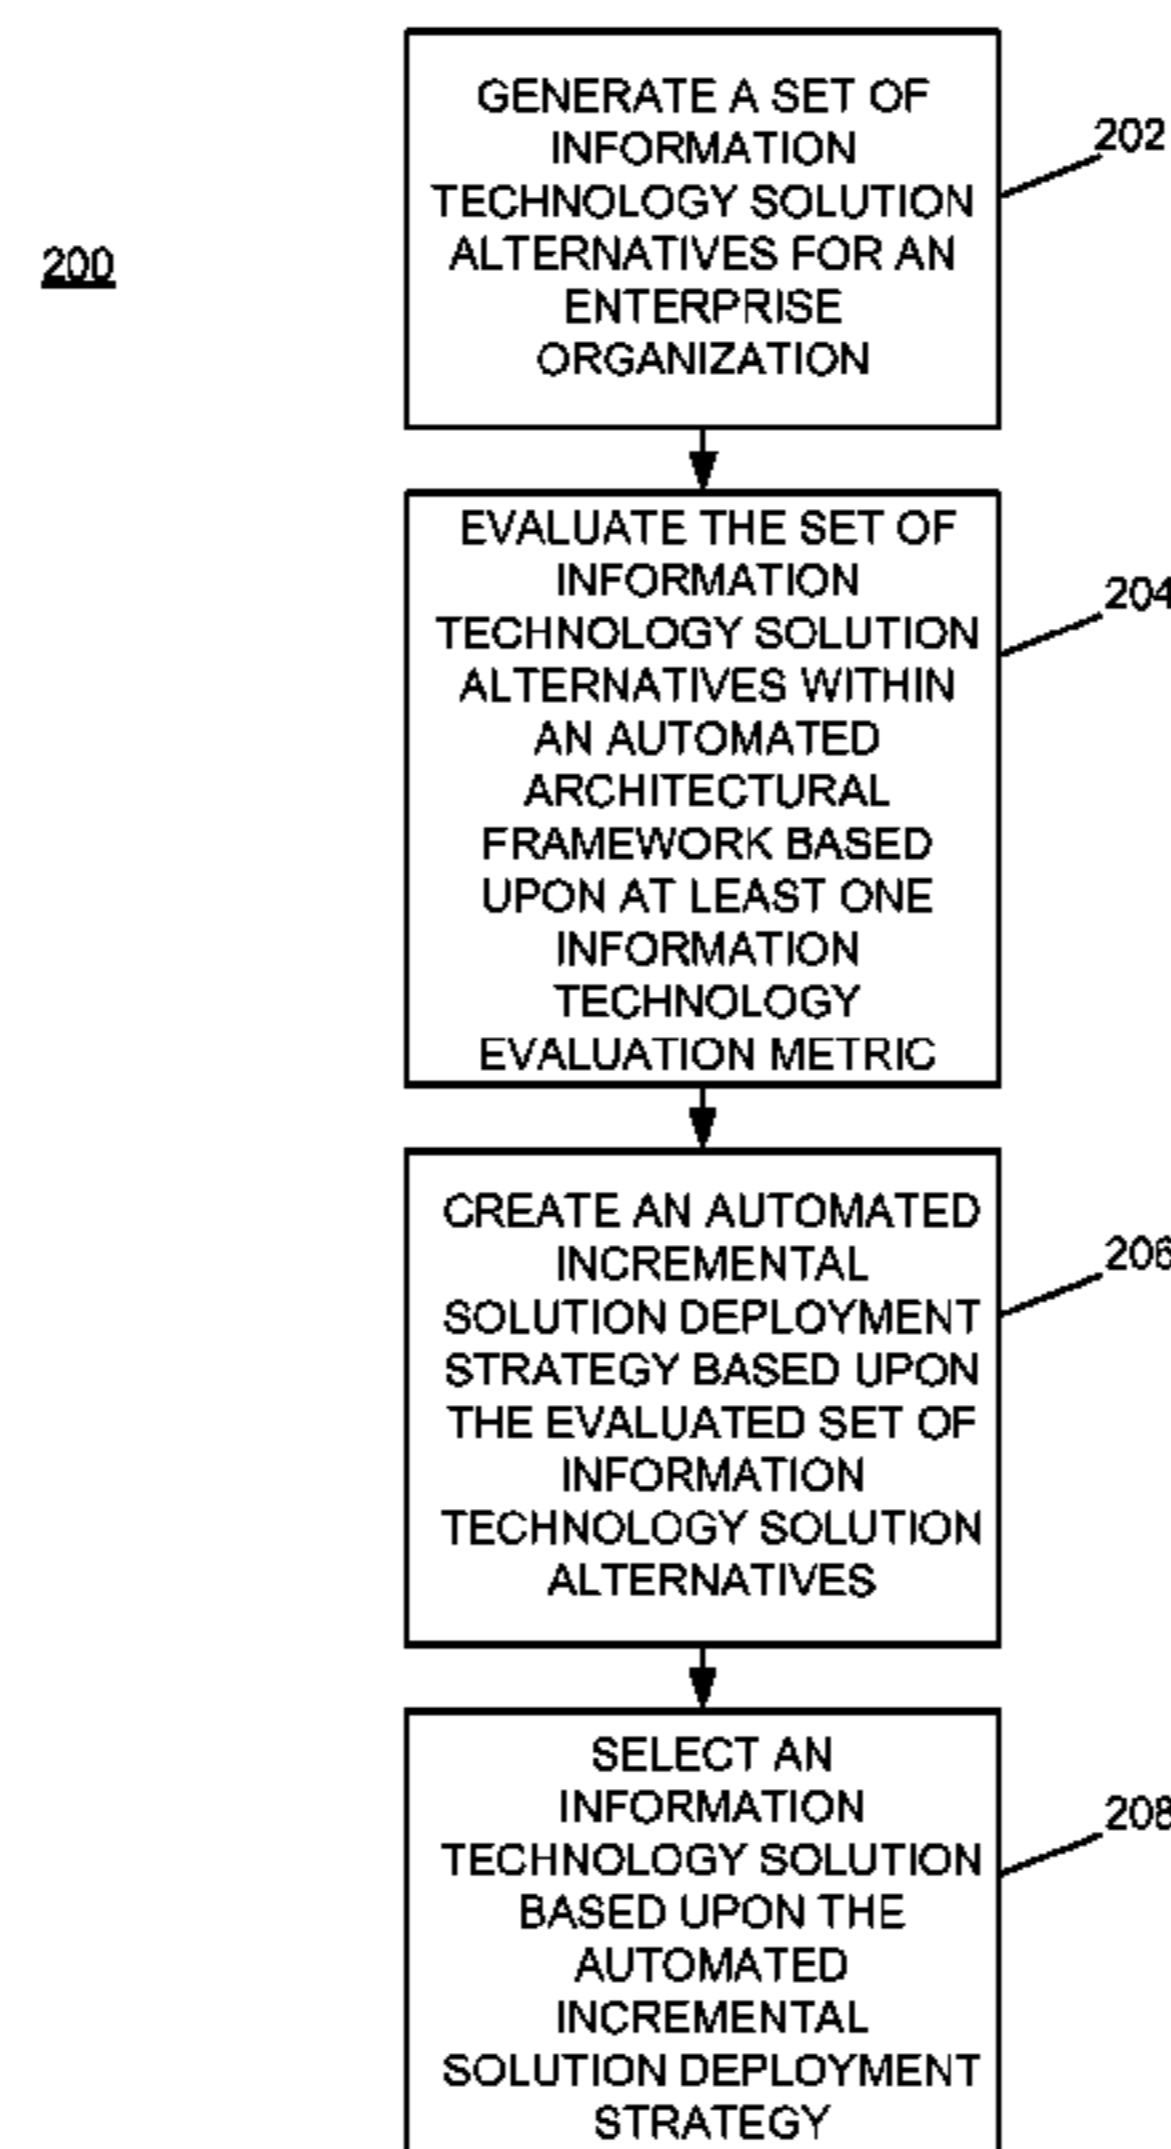 GENERATE A SET OF
INFORMATION
TECHNOLOGY SOLUTION
ALTERNATIVES FOR AN
ENTERPRISE
ORGANIZATION
202
200
EVALUATE THE SET OF
INFORMATION
TECHNOLOGY SOLUTION
ALTERNATIVES WITHIN
AN AUTOMATED
ARCHITECTURAL
FRAMEWORK BASED
UPON AT LEAST ONE
INFORMATION
TECHNOLOGY
EVALUATION METRIC
204
CREATE AN AUTOMATED
INCREMENTAL
SOLUTION DEPLOYMENT
STRATEGY BASED UPON
THE EVALUATED SET OF
INFORMATION
TECHNOLOGY SOLUTION
ALTERNATIVES
206
SELECT AN
INFORMATION
TECHNOLOGY SOLUTION
BASED UPON THE
AUTOMATED
INCREMENTAL
SOLUTION DEPLOYMENT
STRATEGY
208